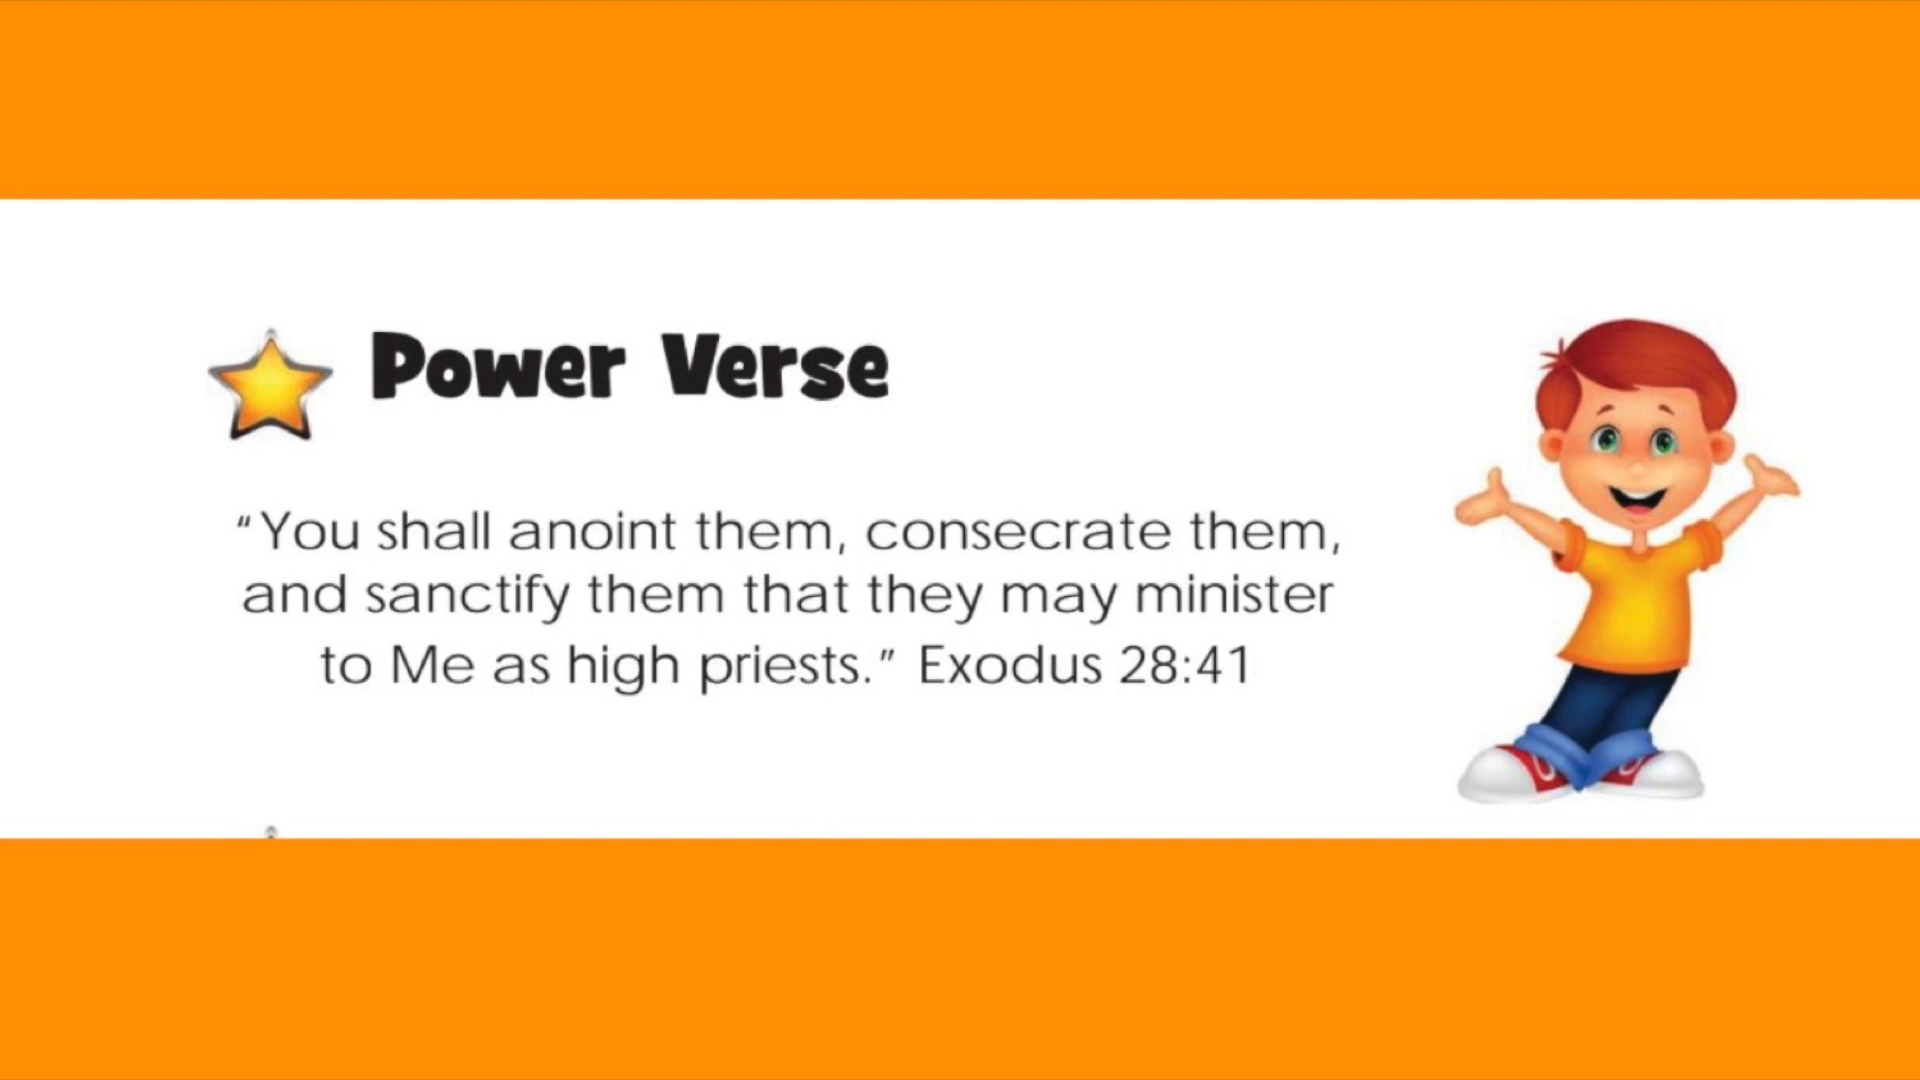 Power Verse
“You shall anoint them, consecrate them,
and sanctify them that they may minister
to Me as high priests.” Exodus 28:41